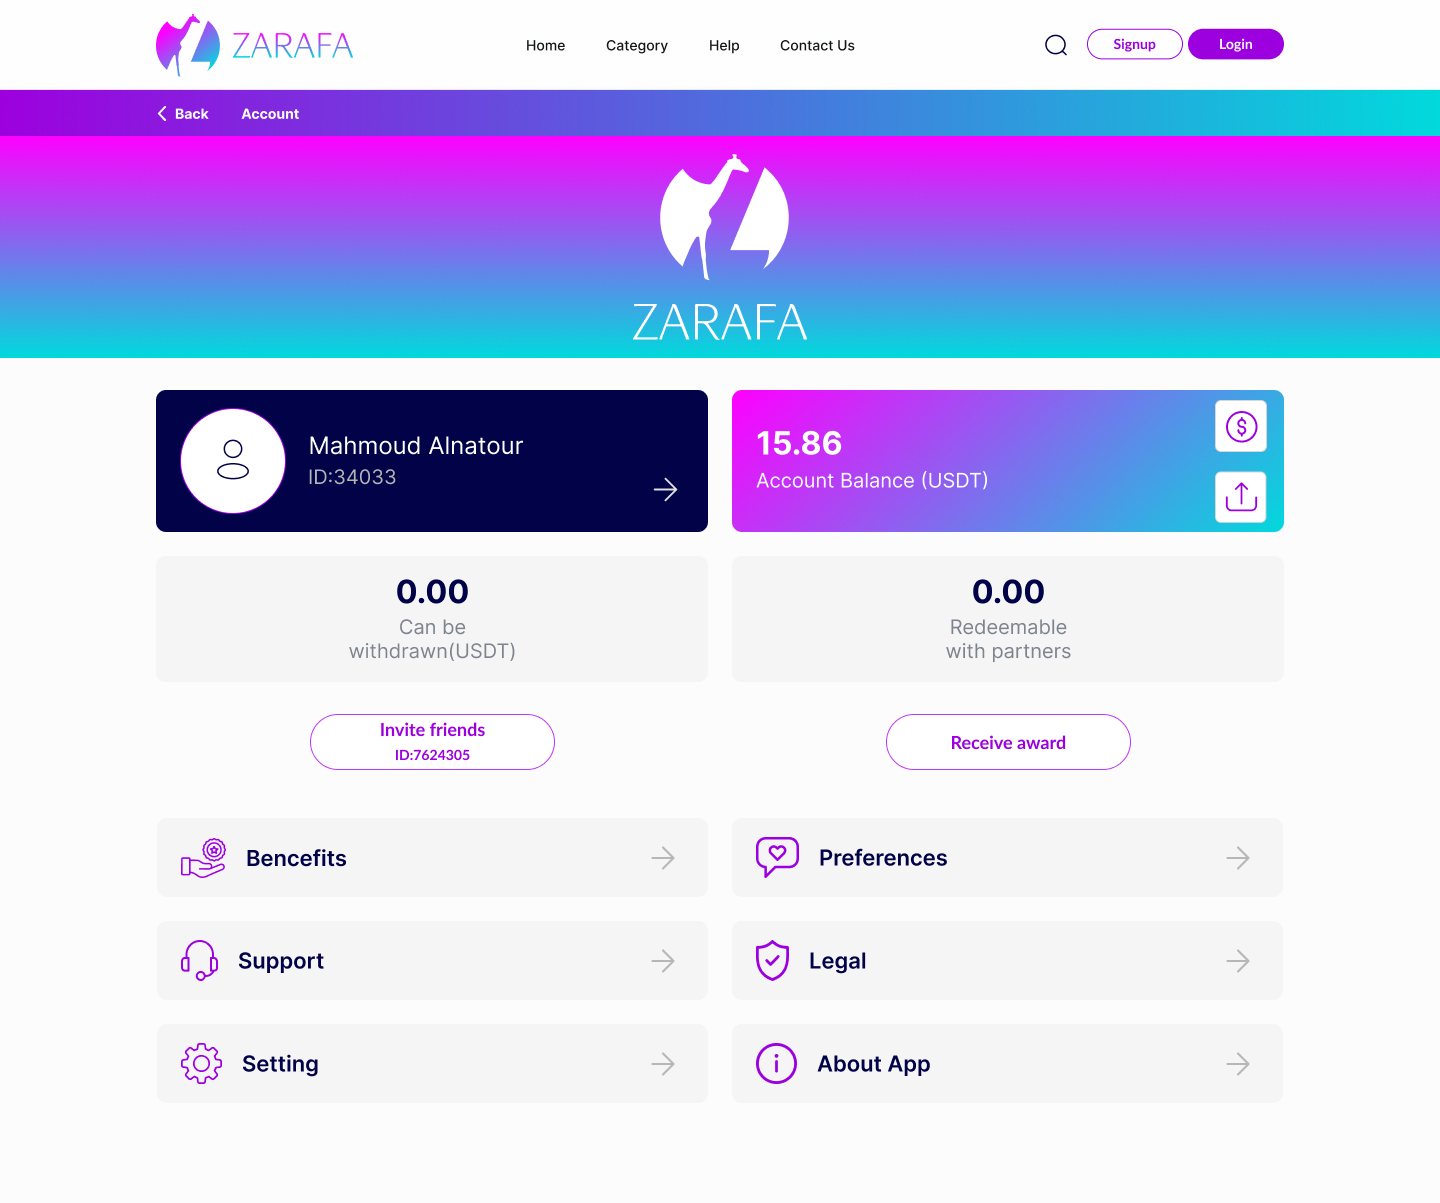 ZARAFA
Home
Category
Help
Contact Us
Signup
Login
Back
Account
ZARAFA
Mahmoud Alnatour
ID:34033
15.86
Account Balance (USDT)
0.00
Can be
withdrawn(USDT)
0.00
Redeemable
with partners
Invite friends
ID:7624305
Receive award
Bencefits
Preferences
Support
Legal
Setting
About App